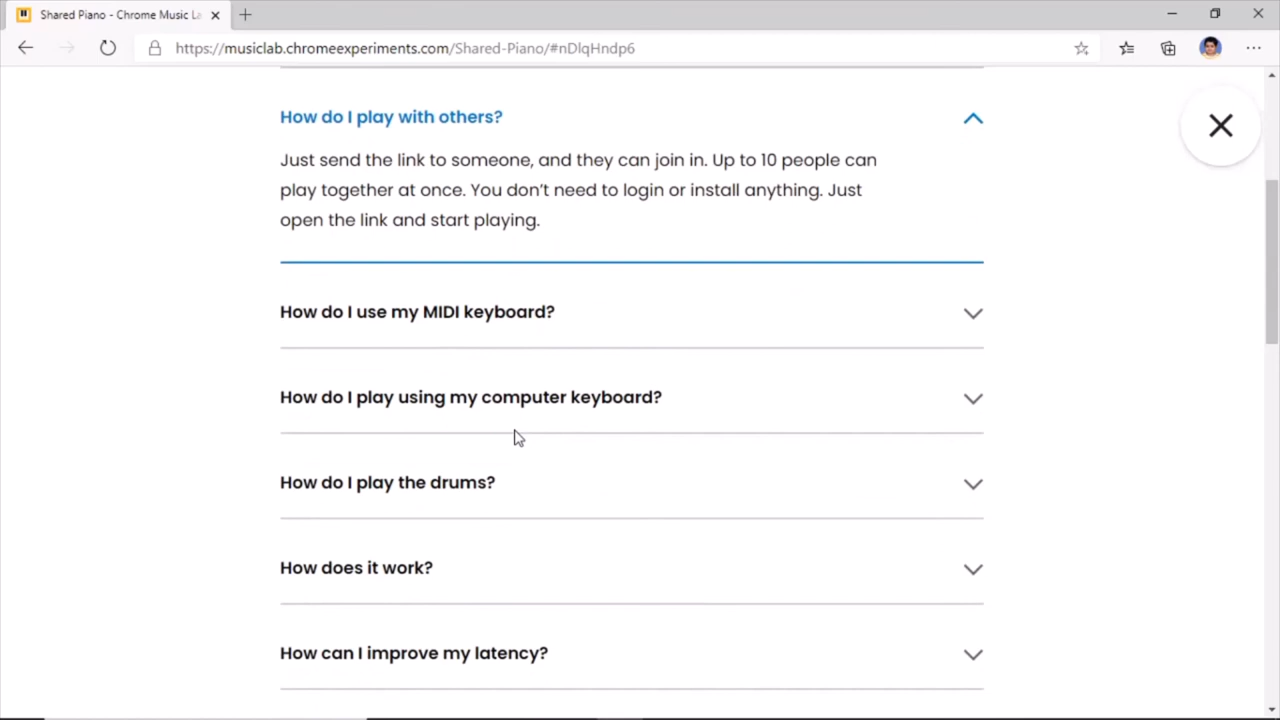 Shared Piano - Chrome Music La
https://musiclab.chromeexperiments.com/Shared-Piano/#nDlqHndp6
How do I play with others?
Just send the link to someone, and they can join in. Up to 10 people can
play together at once. You don't need to login or install anything. Just
open the link and start playing.
How do I use my MIDI keyboard?
How do I play using my computer keyboard?
How do I play the drums?
How does it work?
How can I improve my latency?